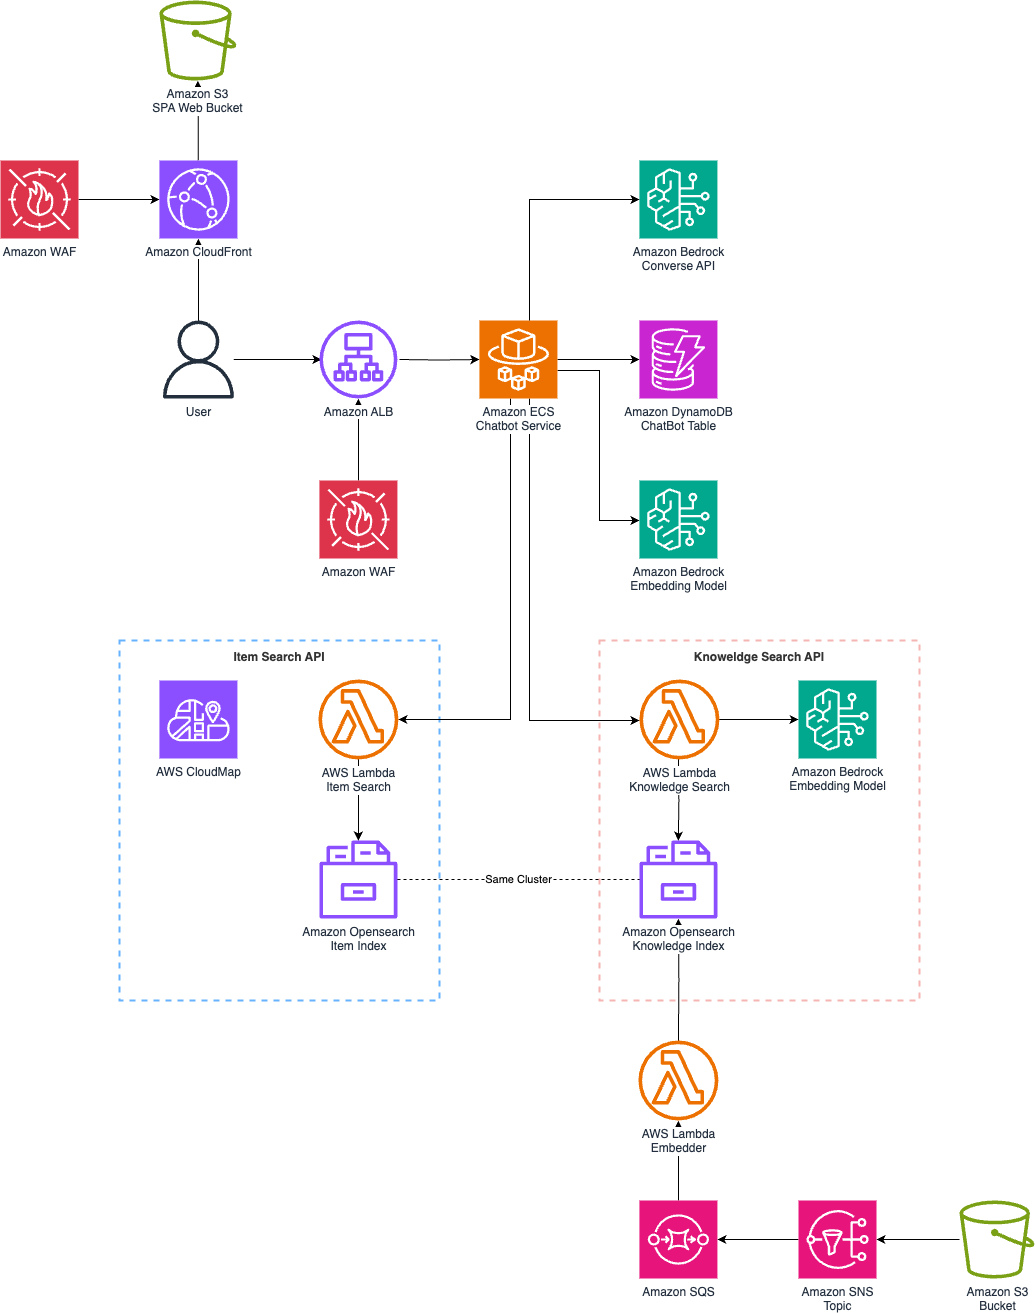 Amazon S3
SPA Web Bucket
Amazon WAF
Amazon CloudFront
Amazon Bedrock
Converse API
User
Amazon ALB
Amazon ECS
Chatbot Service
Amazon DynamoDB
ChatBot Table
Amazon WAF
Amazon Bedrock
Embedding Model
Item Search API
Knoweldge Search API
AWS CloudMap
AWS Lambda
Item Search
AWS Lambda
Knowledge Search
Amazon Bedrock
Embedding Model
Same Cluster
Amazon Opensearch
Item Index
Amazon Opensearch
Knowledge Index
AWS Lambda
Embedder
Amazon SQS
Amazon SNS
Topic
Amazon S3
Bucket